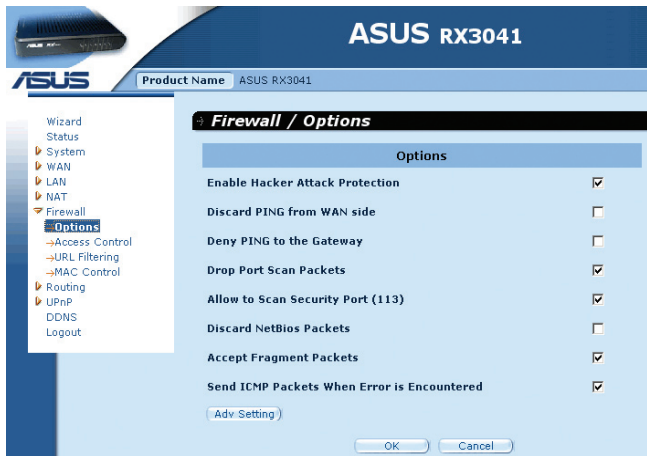 ASUS RX3041
ASUS
Product Name ASUS RX3041
Wizard
Status
System
WAN
LAN
NAT
Firewall
Options
Access Control
URL Filtering
MAC Control
Routing
UPnP
DDNS
Logout
Firewall / Options
Options
Enable Hacker Attack Protection
Discard PING from WAN side
Deny PING to the Gateway
Drop Port Scan Packets
Allow to Scan Security Port (113)
Discard NetBios Packets
Accept Fragment Packets
Send ICMP Packets When Error is Encountered
Adv Setting
OK Cancel